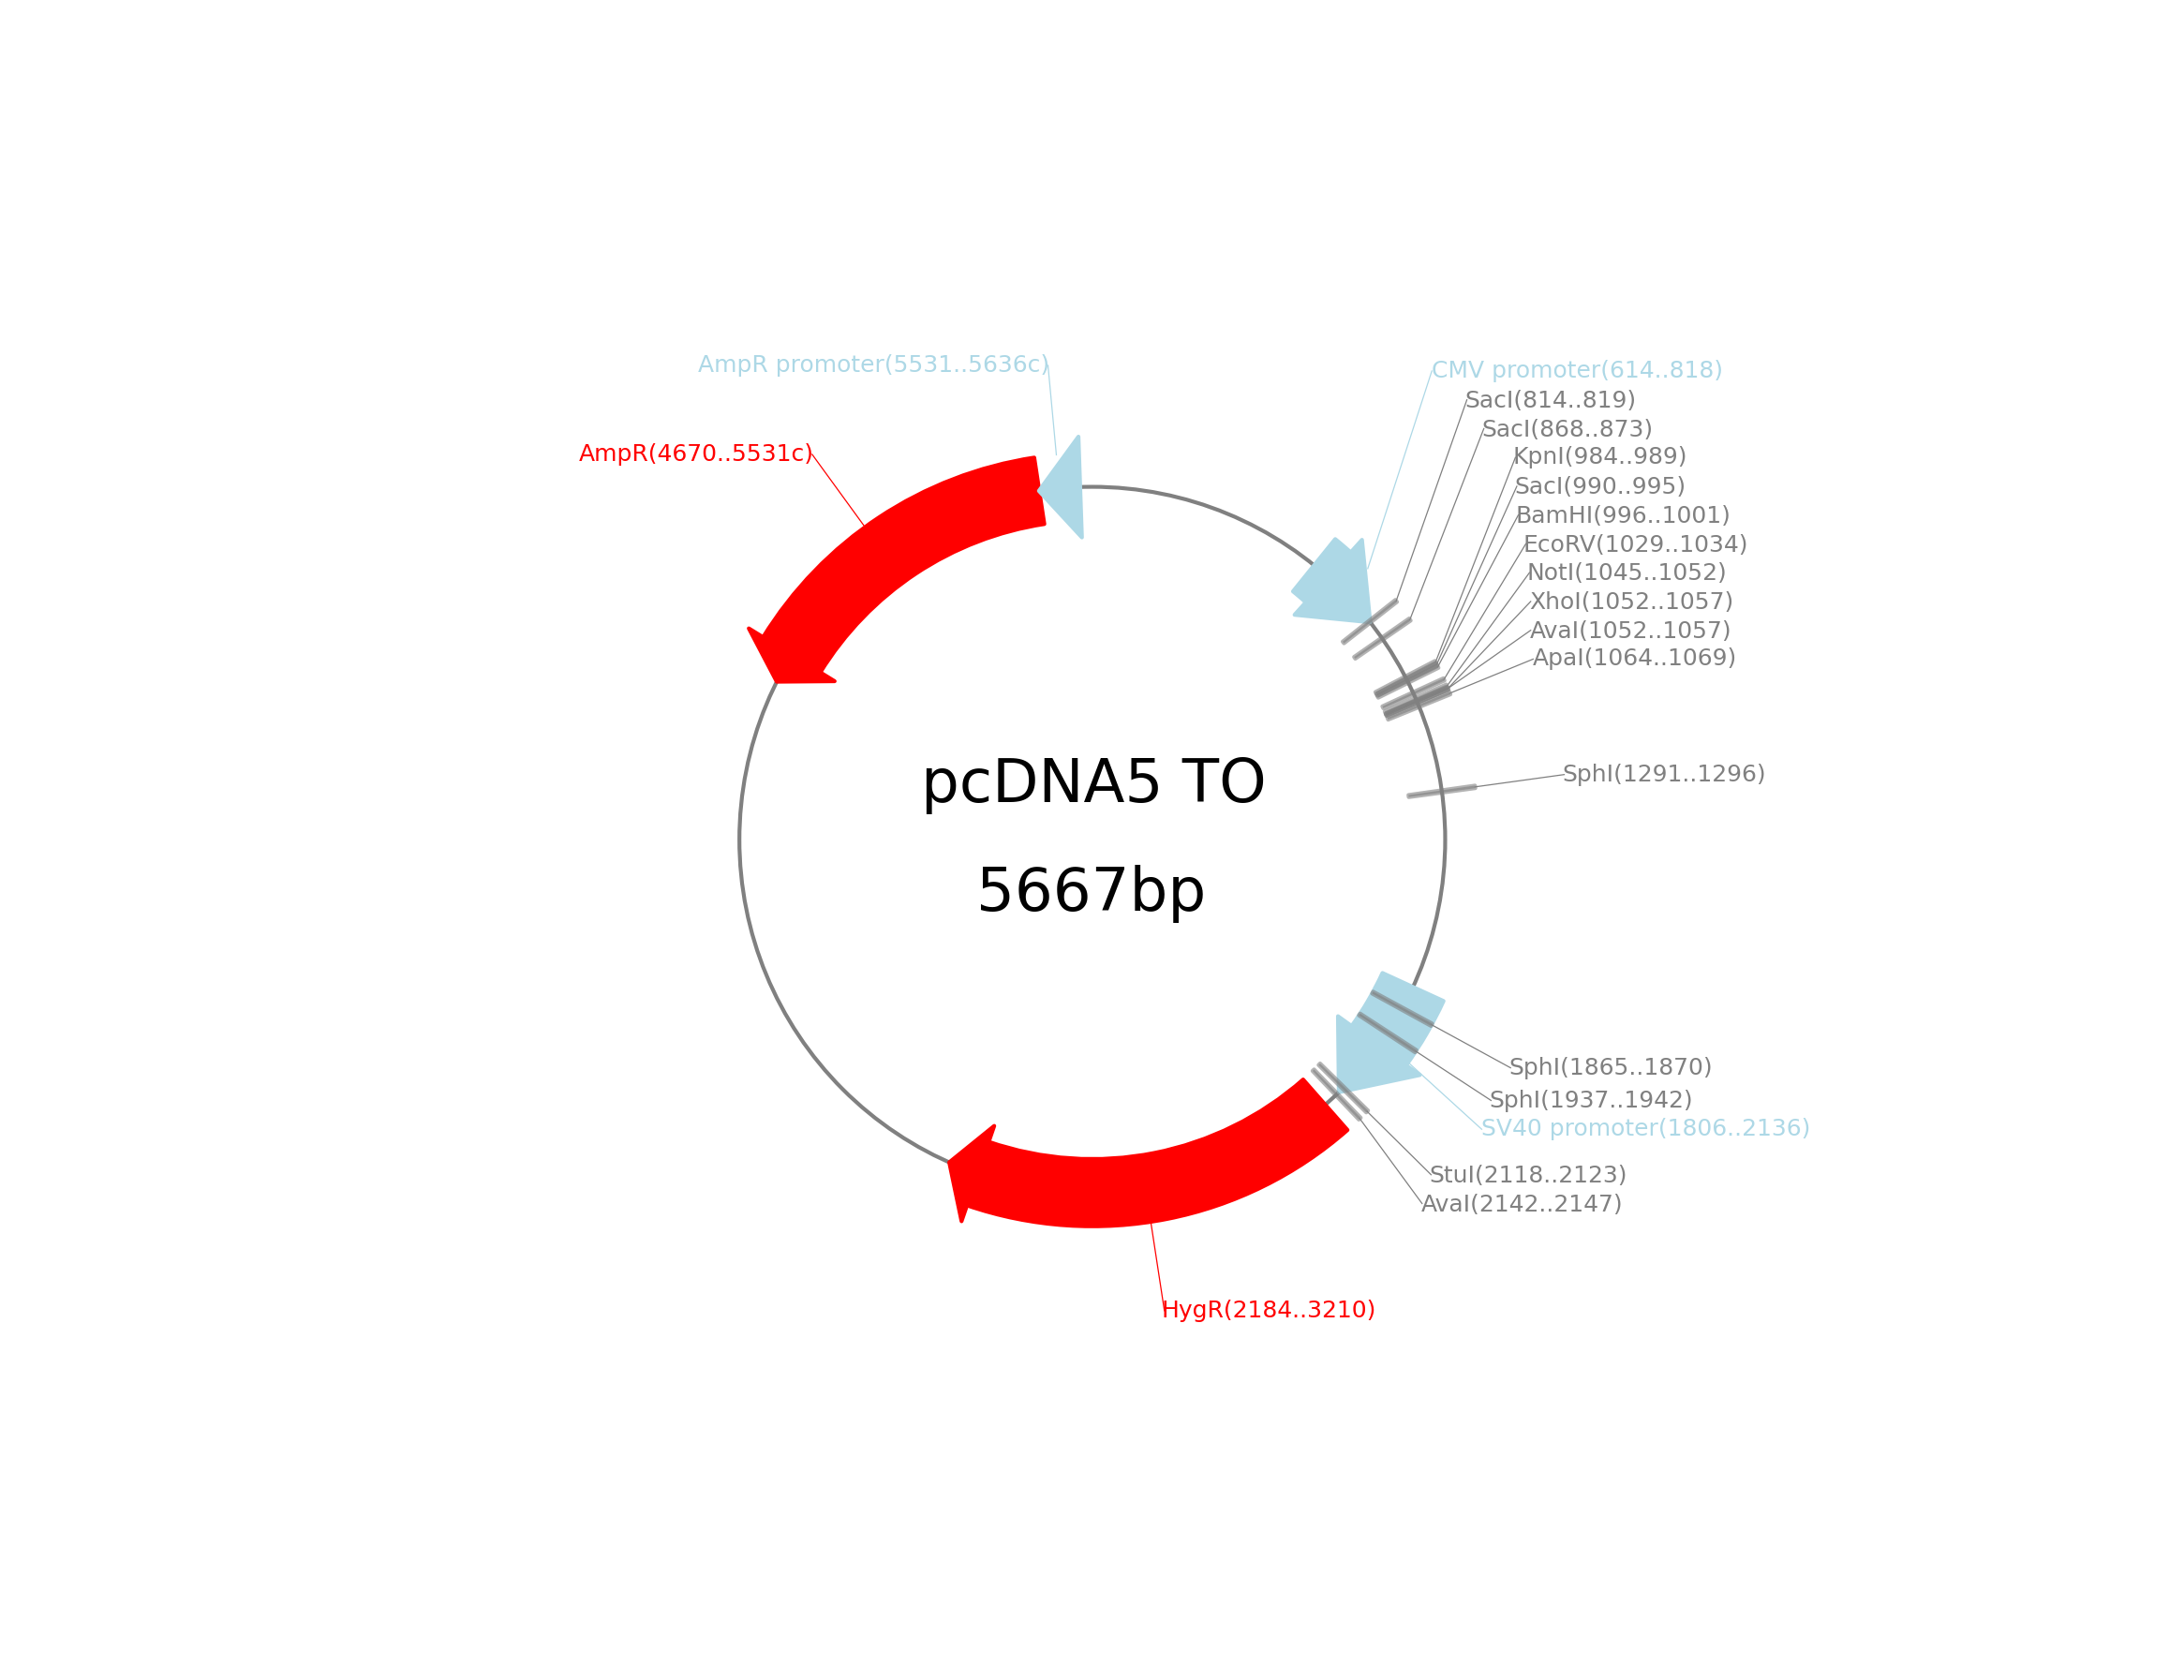 AmpR promoter(5531..5636c)
CMV promoter(614..818)
SacI(814..819)
SacI(868..873)
AmpR(4670..5531c)
KpnI(984..989)
SacI(990..995)
BamHI(996..1001)
EcoRV(1029..1034)
NotI(1045..1052)
XhoI(1052..1057)
AvaI(1052..1057)
ApaI(1064..1069)
SphI(1291..1296)
pcDNA5 TO
5667bp
SphI(1865..1870)
SphI(1937..1942)
SV40 promoter(1806..2136)
StuI(2118..2123)
AvaI(2142..2147)
HygR(2184..3210)